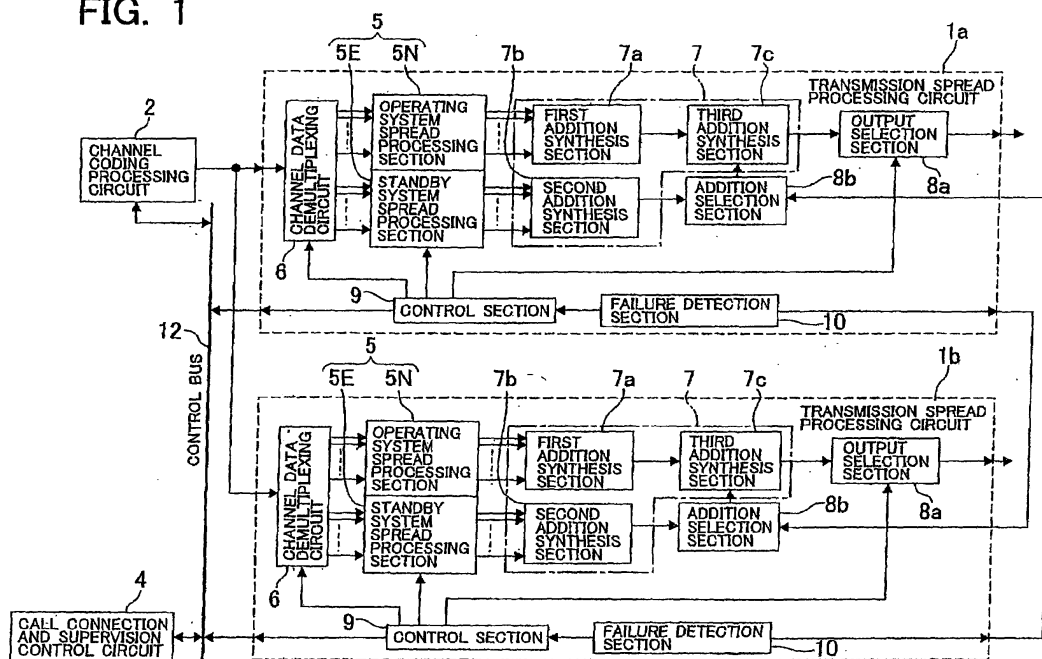 FIG. 1
5
5E
5N
7b
7a
7
7c
1a
TRANSMISSION SPREAD
PROCESSING CIRCUIT
2
CHANNEL
CODING
PROCESSING
CIRCUIT
CHANNEL DATA
DEMULTIPLEXING
CIRCUIT
6
OPERATING
SYSTEM
SPREAD
PROCESSING
SECTION
STANDBY
SYSTEM
SPREAD
PROCESSING
SECTION
FIRST
ADDITION
SYNTHESIS
SECTION
SECOND
ADDITION
SYNTHESIS
SECTION
THIRD
ADDITION
SYNTHESIS
SECTION
ADDITION
SELECTION
SECTION
8b
OUTPUT
SELECTION
SECTION
8a
9
CONTROL SECTION
FAILURE DETECTION
SECTION
10
12
CONTROL BUS
5
5E
5N
7b
7a
7
7c
1b
TRANSMISSION SPREAD
PROCESSING CIRCUIT
CHANNEL DATA
DEMULTIPLEXING
CIRCUIT
6
OPERATING
SYSTEM
SPREAD
PROCESSING
SECTION
STANDBY
SYSTEM
SPREAD
PROCESSING
SECTION
FIRST
ADDITION
SYNTHESIS
SECTION
SECOND
ADDITION
SYNTHESIS
SECTION
THIRD
ADDITION
SYNTHESIS
SECTION
ADDITION
SELECTION
SECTION
8b
OUTPUT
SELECTION
SECTION
8a
9
CONTROL SECTION
FAILURE DETECTION
SECTION
10
4
CALL CONNECTION
AND SUPERVISION
CONTROL CIRCUIT